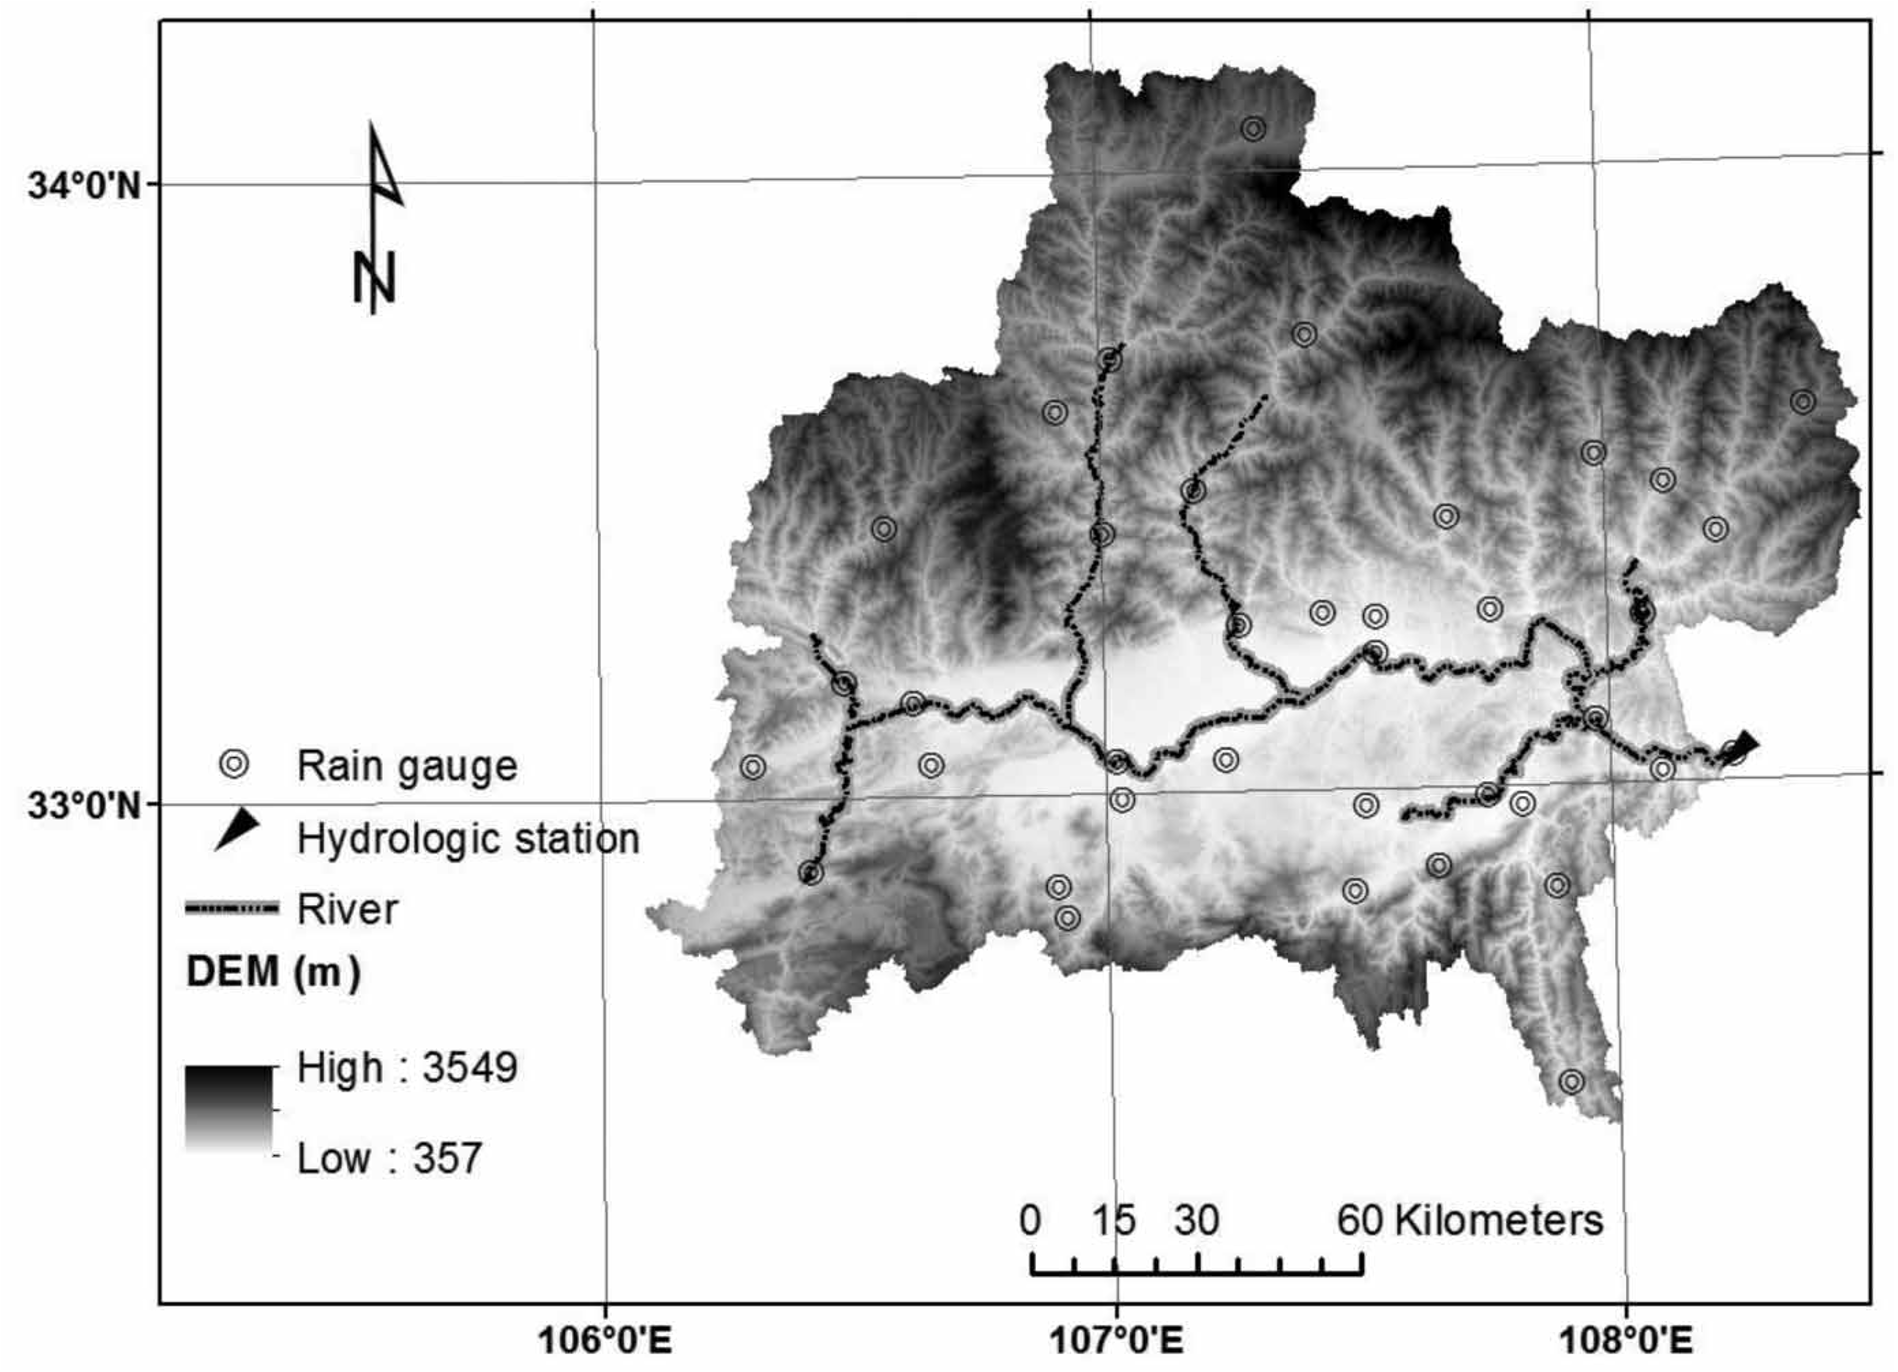 34°0'N
N
Rain gauge
33°0'N
Hydrologic station
River
DEM (m)
High : 3549
Low : 357
0 15 30 60 Kilometers
106°0'E 107°0'E 108°0'E